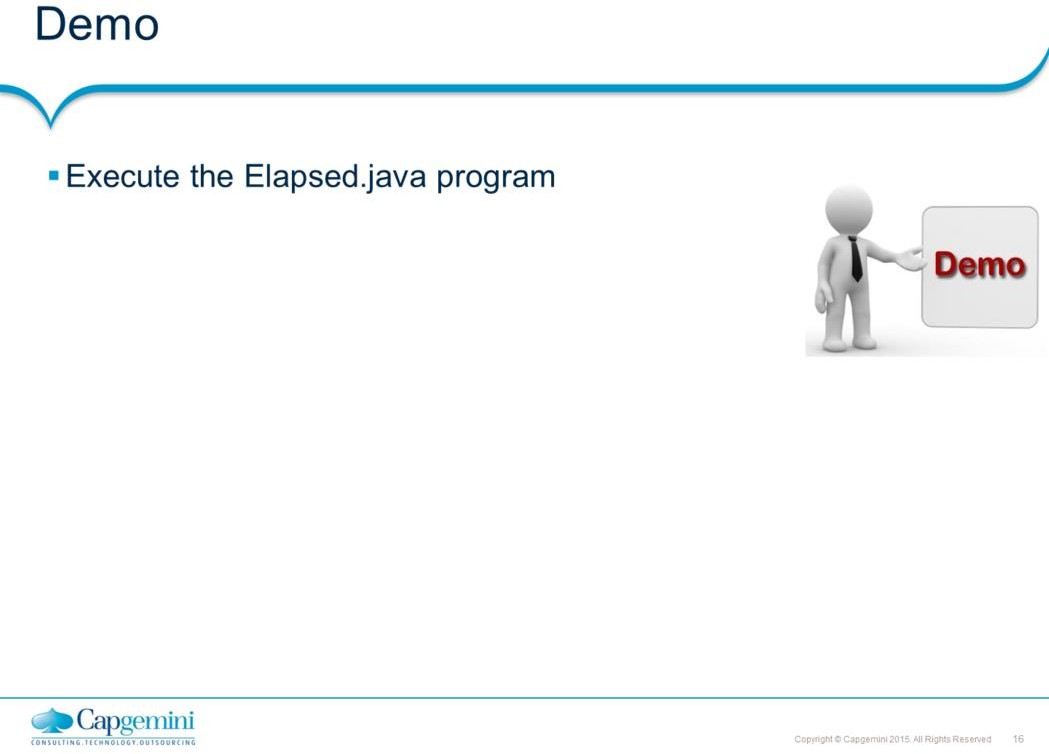 Demo
Execute the Elapsed.java program
Demo
Capgemini
CONSULTING.TECHNOLOGY.OUTSOURCING
Copyright © Capgemini 2015. All Rights Reserved 16